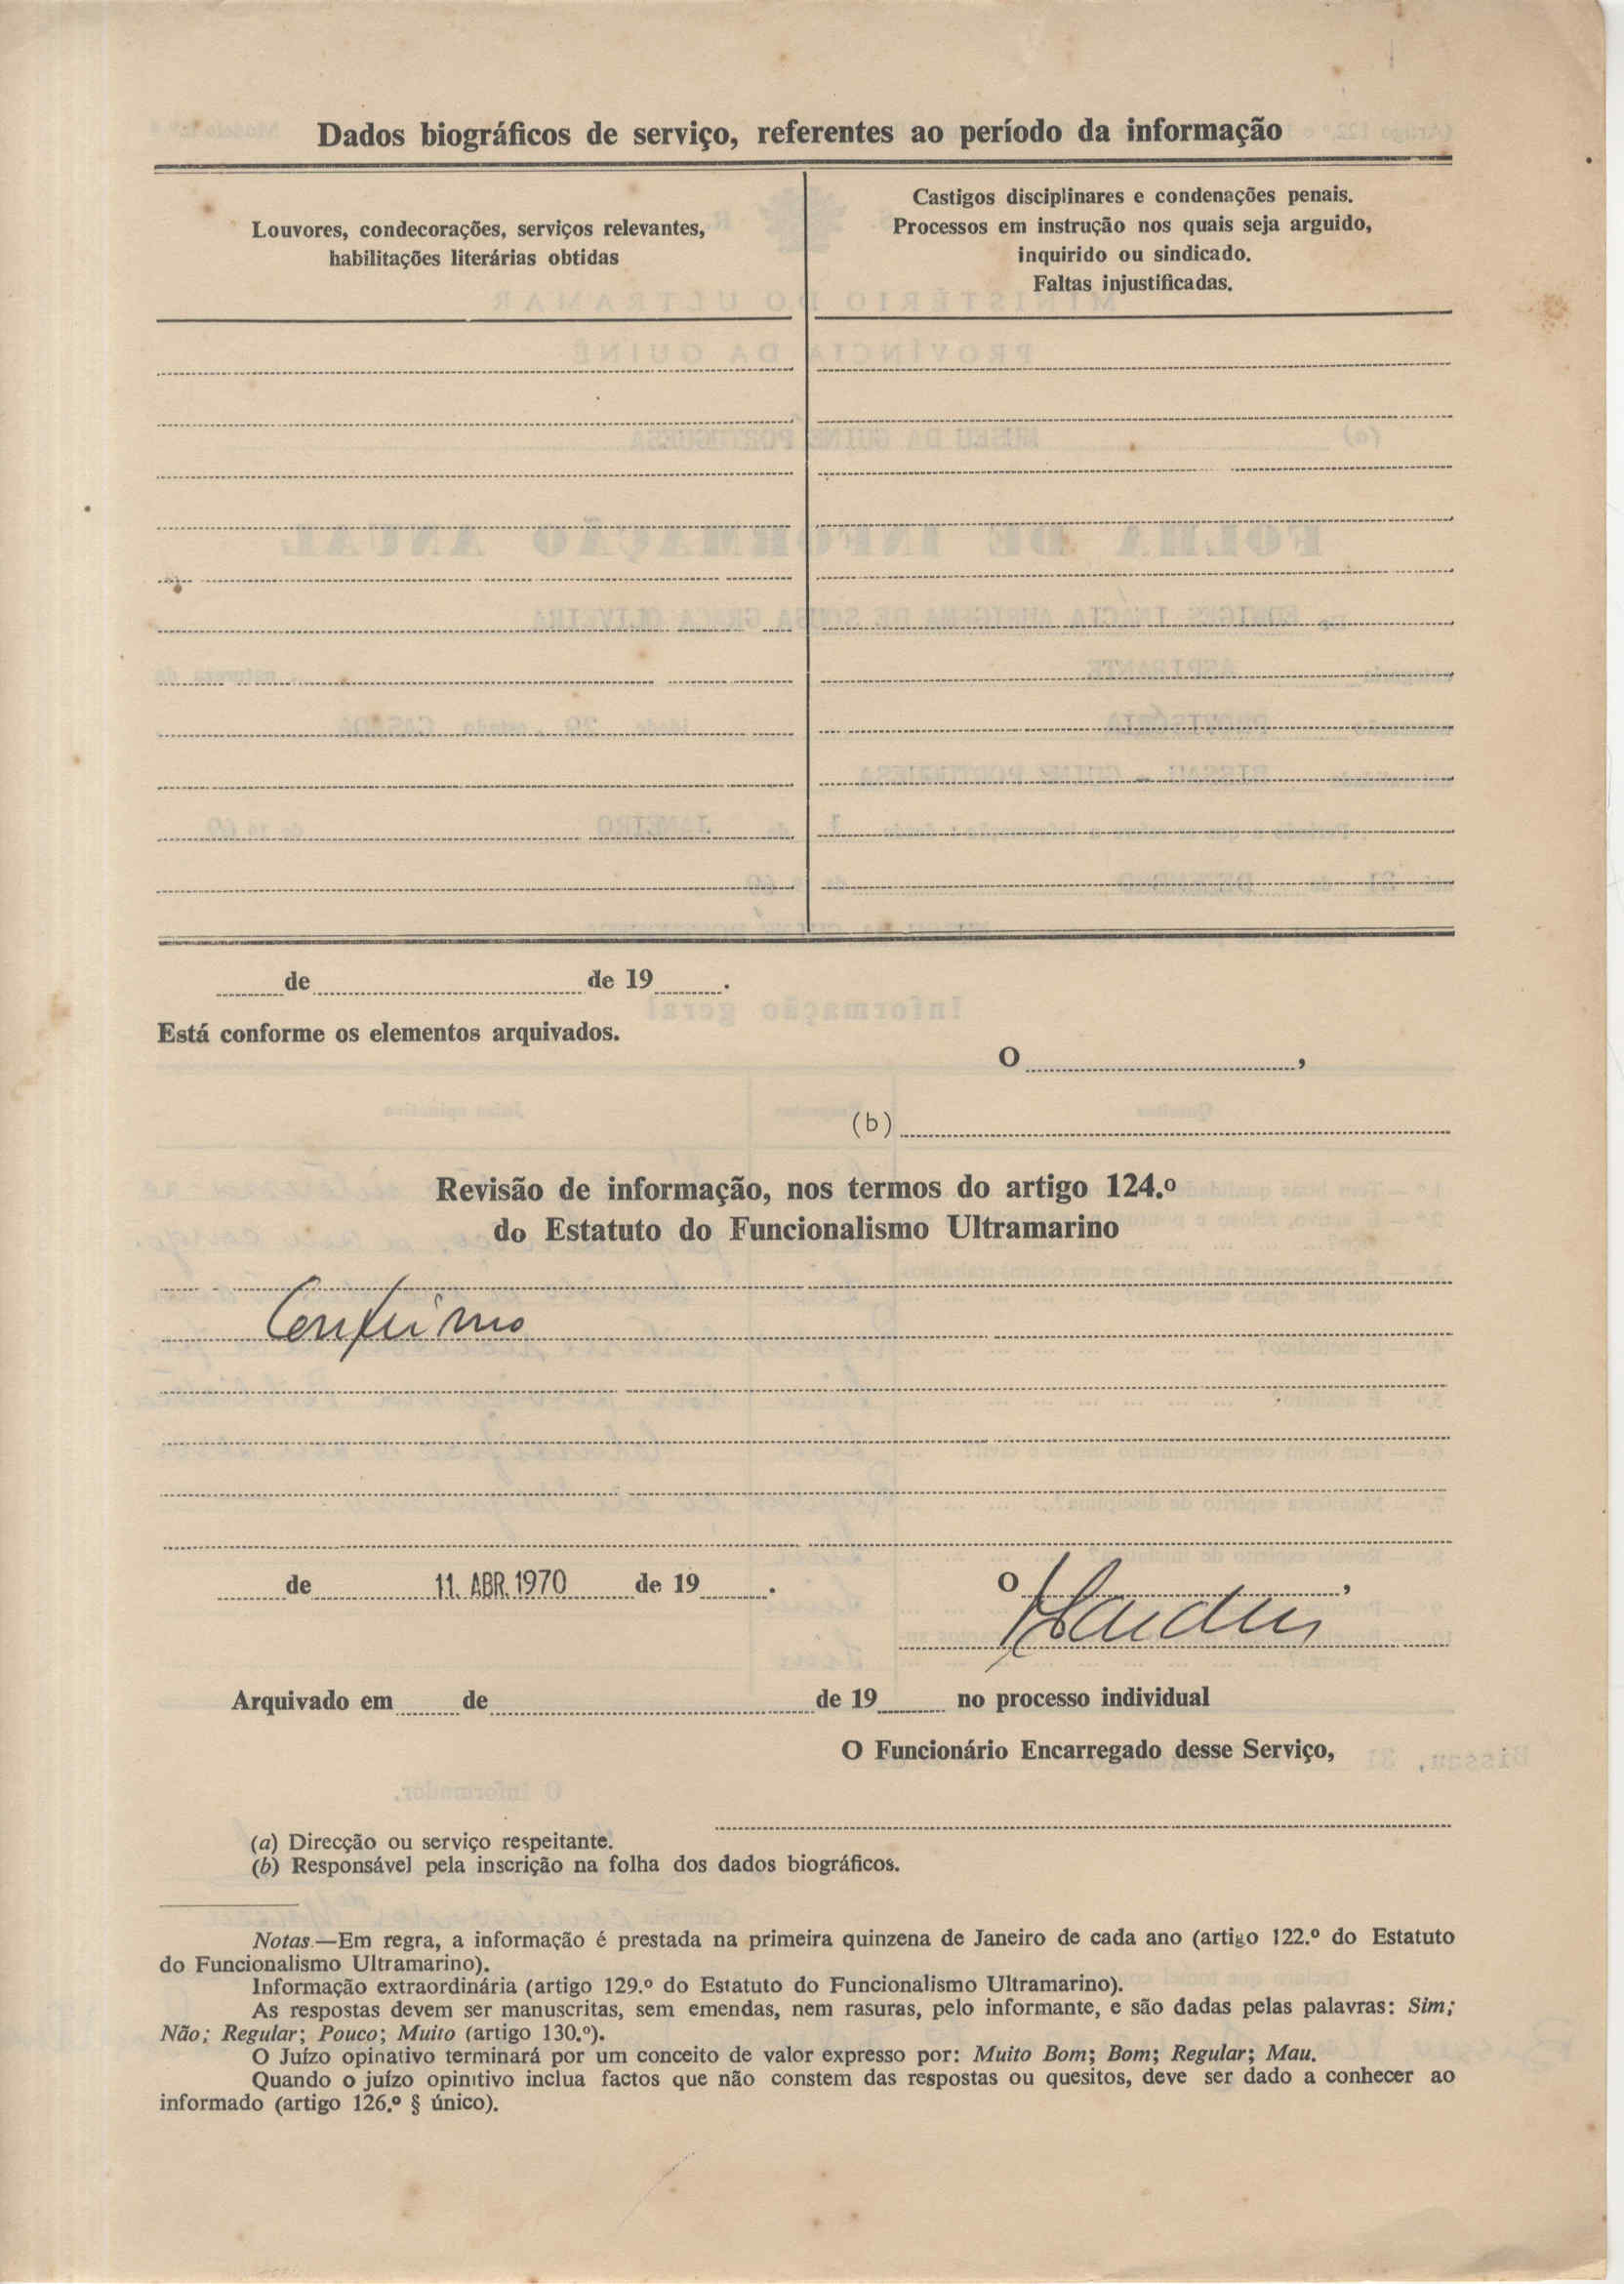 Dados biográficos de serviço, referentes ao período da informação
Louvores, condecorações, serviços relevantes,
habilitações literárias obtidas
Castigos disciplinares e condenações penais.
Processos em instrução nos quais seja arguido,
inquirido ou sindicado.
Faltas injustificadas.
de de 19 .
Está conforme os elementos arquivados.
O ,
(b)
Revisão de informação, nos termos do artigo 124.º
do Estatuto do Funcionalismo Ultramarino
Confirmo
de 11. ABR. 1970 de 19 .
O ,
Arquivado em de de 19 no processo individual
O Funcionário Encarregado desse Serviço,
(a) Direcção ou serviço respeitante.
(b) Responsável pela inscrição na folha dos dados biográficos.
Notas.—Em regra, a informação é prestada na primeira quinzena de Janeiro de cada ano (artigo 122.º do Estatuto
do Funcionalismo Ultramarino).
Informação extraordinária (artigo 129.º do Estatuto do Funcionalismo Ultramarino).
As respostas devem ser manuscritas, sem emendas, nem rasuras, pelo informante, e são dadas pelas palavras: Sim;
Não; Regular; Pouco; Muito (artigo 130.º).
O Juízo opinativo terminará por um conceito de valor expresso por: Muito Bom; Bom; Regular; Mau.
Quando o juízo opinitivo inclua factos que não constem das respostas ou quesitos, deve ser dado a conhecer ao
informado (artigo 126.º § único).